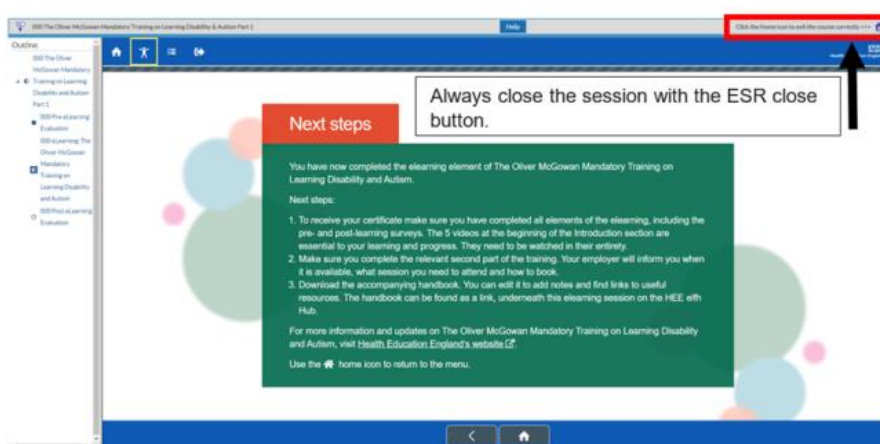 000 The Oliver McGowan Mandatory Training on Learning Disability & Autism Part 1
Help
Click the Home icon to exit the course correctly
Outline
000 The Oliver
McGowan Mandatory
Training on Learning
Disability and Autism
Part 1
000 Pre-eLearning
Evaluation
000 eLearning: The
Oliver McGowan
Mandatory
Training on
Learning Disability
and Autism
000 Post-eLearning
Evaluation
Always close the session with the ESR close
button.
Next steps
You have now completed the elearning element of The Oliver McGowan Mandatory Training on
Learning Disability and Autism.
Next steps:
1. To receive your certificate make sure you have completed all elements of the elearning, including the
pre- and post-learning surveys. The 5 videos at the beginning of the Introduction section are
essential to your learning and progress. They need to be watched in their entirety.
2. Make sure you complete the relevant second part of the training. Your employer will inform you when
it is available, what session you need to attend and how to book.
3. Download the accompanying handbook. You can edit it to add notes and find links to useful
resources. The handbook can be found as a link, underneath this elearning session on the HEE elfh
Hub.
For more information and updates on The Oliver McGowan Mandatory Training on Learning Disability
and Autism, visit Health Education England's website.
Use the home icon to return to the menu.